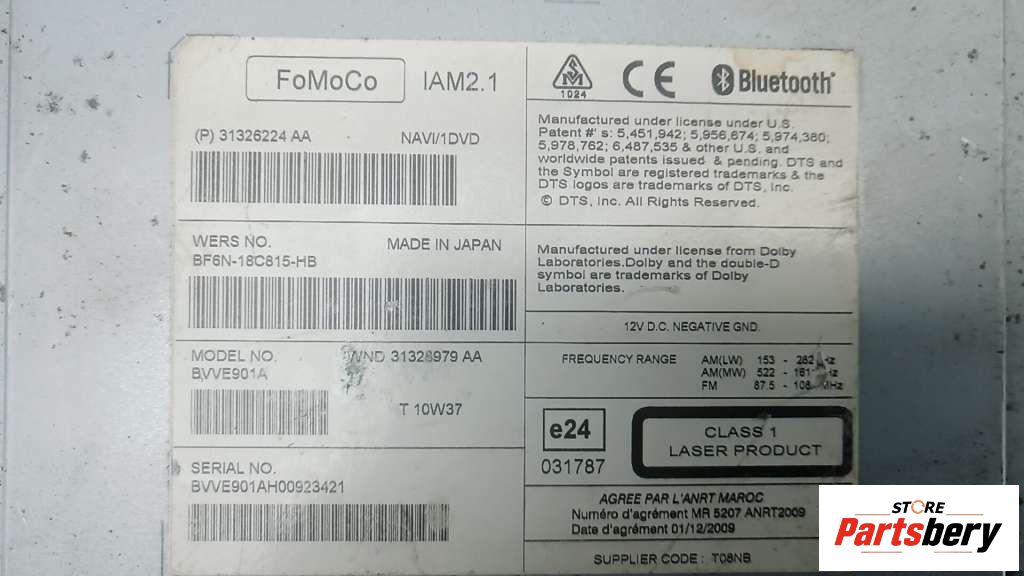 FoMoCo IAM2.1
(P) 31326224 AA NAVI/1DVD
WERS NO. MADE IN JAPAN
BF6N-18C815-HB
MODEL NO. 31328979 AA
BVVE901A
T 10W37
SERIAL NO.
BVVE901AH00923421
1024
CE
Bluetooth®
Manufactured under license under U.S.
Patent #' s: 5,451,942; 5,956,674; 5,974,380;
5,978,762; 6,487,535 & other U.S. and
worldwide patents issued & pending. DTS and
the Symbol are registered trademarks & the
DTS logos are trademarks of DTS, Inc.
© DTS, Inc. All Rights Reserved.
Manufactured under license from Dolby
Laboratories.Dolby and the double-D
symbol are trademarks of Dolby
Laboratories.
12V D.C. NEGATIVE GND.
FREQUENCY RANGE AM(LW) 153 -
AM(MW) 522 -
FM 87.5 - 108 MHz
e24
031787
CLASS 1
LASER PRODUCT
AGREE PAR L'ANRT MAROC
Numéro d'agrément MR 5207 ANRT2009
Date d'agrément 01/12/2009
SUPPLIER CODE : T08NB
STORE
Partsbery